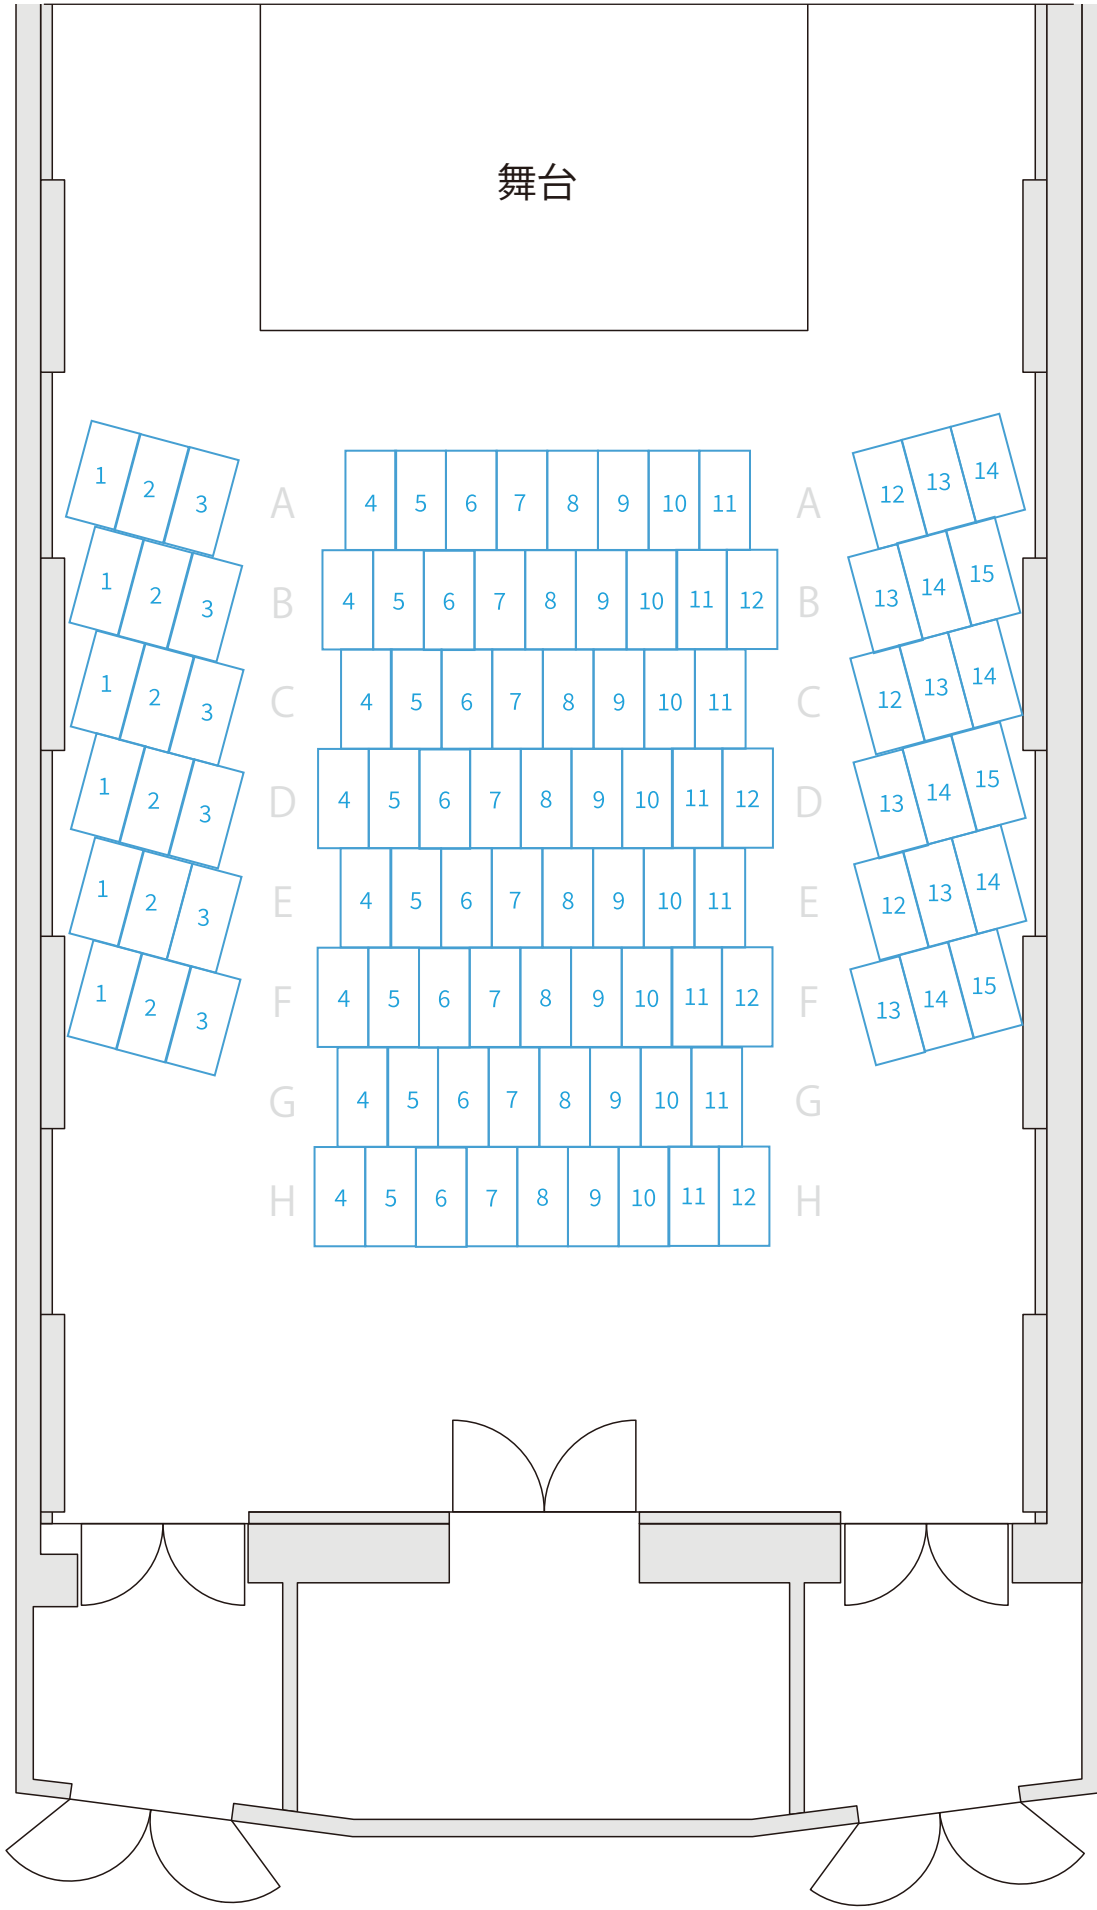 舞台
1 2 3 A 4 5 6 7 8 9 10 11 A 12 13 14
1 2 3 B 4 5 6 7 8 9 10 11 12 B 13 14 15
1 2 3 C 4 5 6 7 8 9 10 11 C 12 13 14
1 2 3 D 4 5 6 7 8 9 10 11 12 D 13 14 15
1 2 3 E 4 5 6 7 8 9 10 11 E 12 13 14
1 2 3 F 4 5 6 7 8 9 10 11 12 F 13 14 15
G 4 5 6 7 8 9 10 11 G
H 4 5 6 7 8 9 10 11 12 H